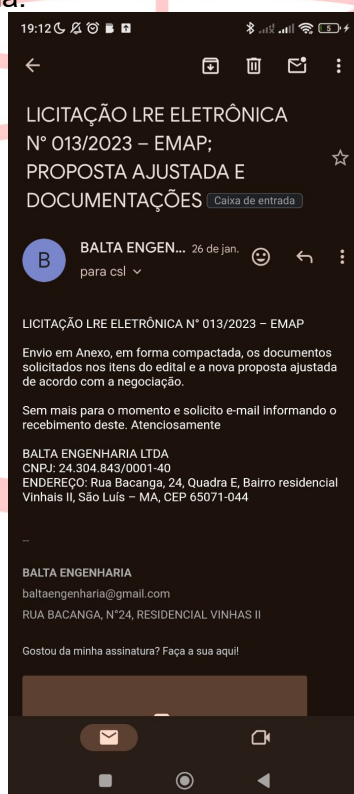 19:12
5
LICITAÇÃO LRE ELETRÔNICA
N° 013/2023 – EMAP;
PROPOSTA AJUSTADA E
DOCUMENTAÇÕES Caixa de entrada
B
BALTA ENGEN... 26 de jan.
para csl
LICITAÇÃO LRE ELETRÔNICA N° 013/2023 – EMAP
Envio em Anexo, em forma compactada, os documentos
solicitados nos itens do edital e a nova proposta ajustada
de acordo com a negociação.
Sem mais para o momento e solicito e-mail informando o
recebimento deste. Atenciosamente
BALTA ENGENHARIA LTDA
CNPJ: 24.304.843/0001-40
ENDEREÇO: Rua Bacanga, 24, Quadra E, Bairro residencial
Vinhais II, São Luís – MA, CEP 65071-044
--
BALTA ENGENHARIA
baltaengenharia@gmail.com
RUA BACANGA, N°24, RESIDENCIAL VINHAS II
Gostou da minha assinatura? Faça a sua aqui!